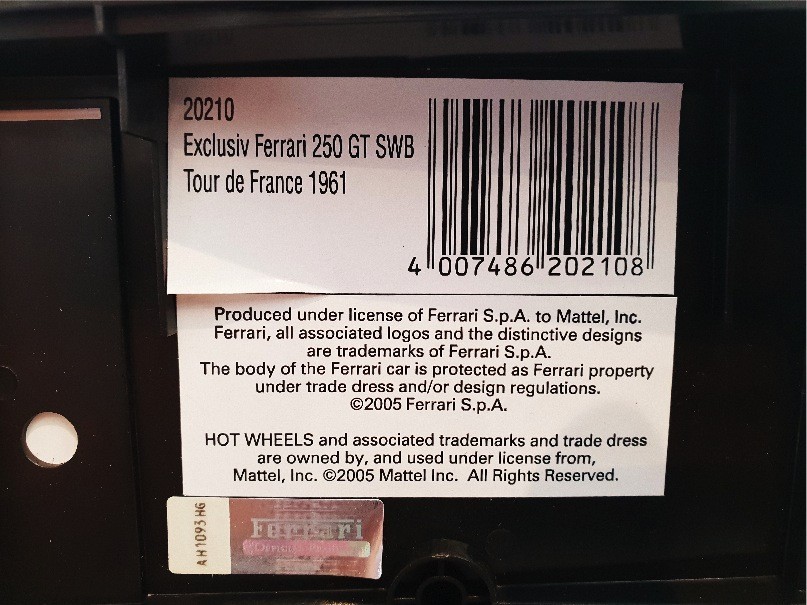 20210
Exclusiv Ferrari 250 GT SWB
Tour de France 1961
4 007486 202108
Produced under license of Ferrari S.p.A. to Mattel, Inc.
Ferrari, all associated logos and the distinctive designs
are trademarks of Ferrari S.p.A.
The body of the Ferrari car is protected as Ferrari property
under trade dress and/or design regulations.
©2005 Ferrari S.p.A.
HOT WHEELS and associated trademarks and trade dress
are owned by, and used under license from,
Mattel, Inc. ©2005 Mattel Inc. All Rights Reserved.
AH1093H6
Ferrari